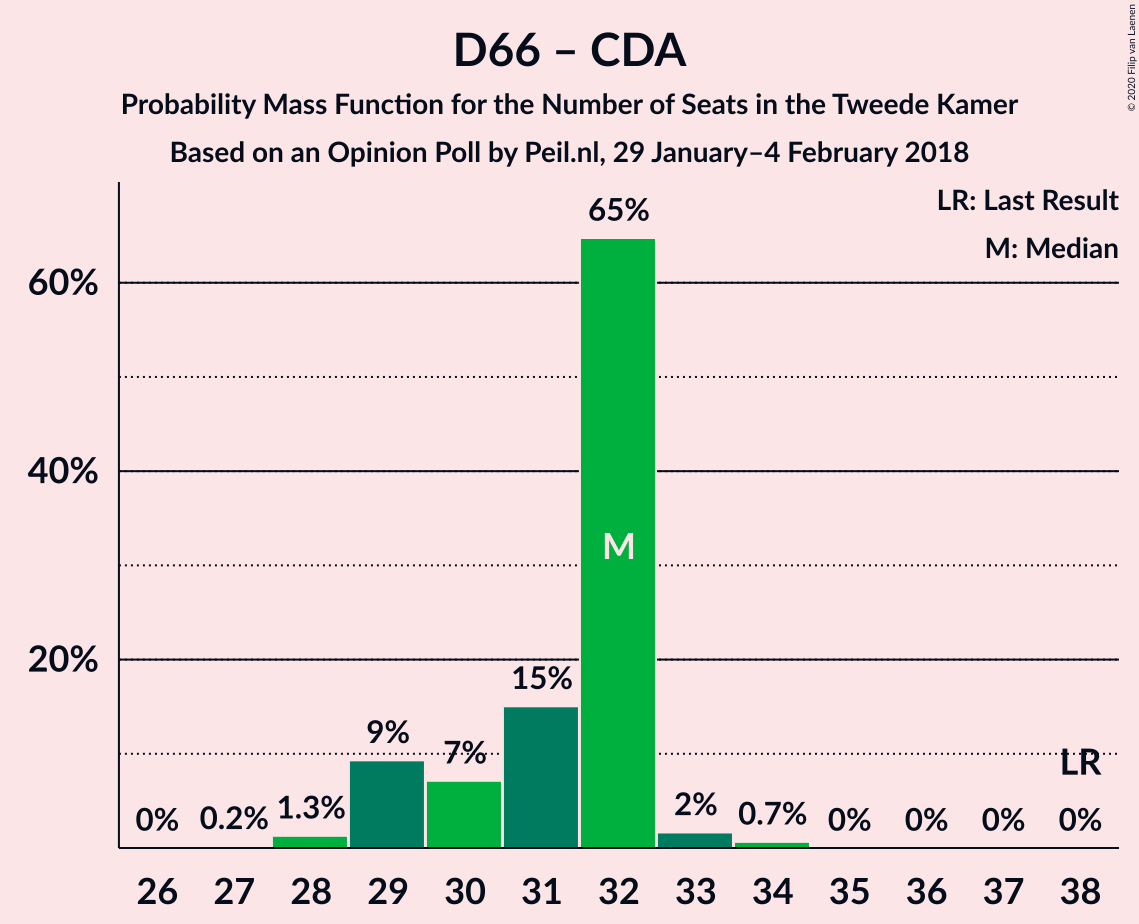 D66 – CDA
Probability Mass Function for the Number of Seats in the Tweede Kamer
Based on an Opinion Poll by Peil.nl, 29 January–4 February 2018
© 2020 Filip van Laenen
LR: Last Result
M: Median
60%
40%
20%
0%
0.2%
1.3%
9%
7%
15%
65%
M
2%
0.7%
0%
0%
0%
LR
0%
26 27 28 29 30 31 32 33 34 35 36 37 38